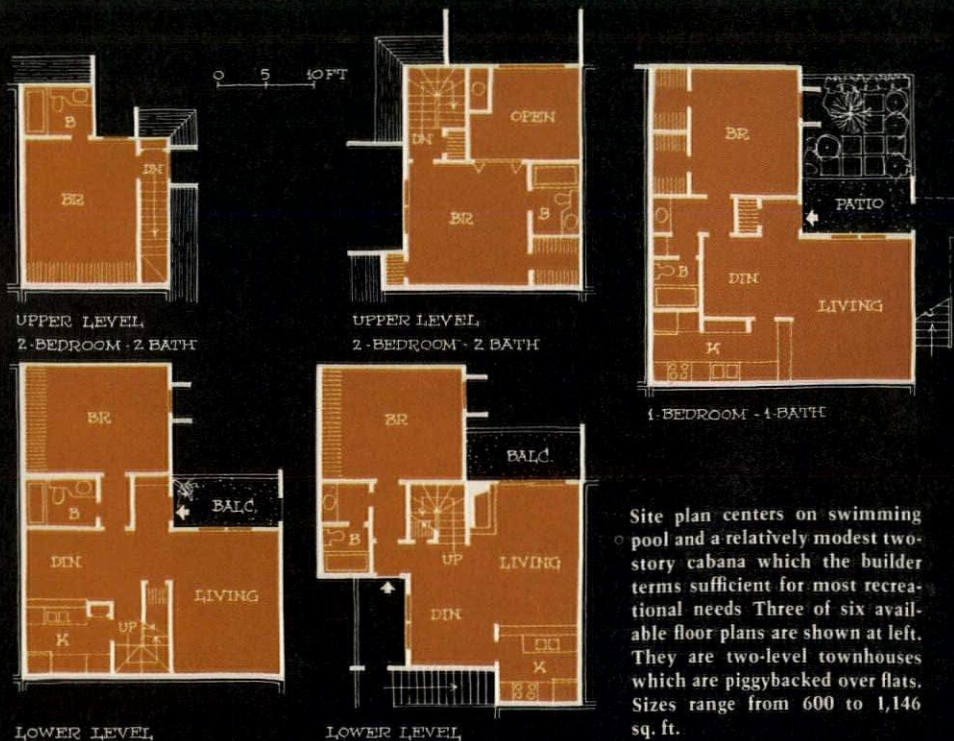 0 5 10 FT
B
DN
BR
UPPER LEVEL
2-BEDROOM - 2 BATH
OPEN
DN
BR
B
UPPER LEVEL
2-BEDROOM - 2 BATH
BR
PATIO
DIN
B
LIVING
K
1-BEDROOM - 1-BATH
BR
B
BALC.
DIN
LIVING
K
UP
LOWER LEVEL
BR
BALC.
B
UP
LIVING
DIN
K
LOWER LEVEL
Site plan centers on swimming
pool and a relatively modest two-
story cabana which the builder
terms sufficient for most recrea-
tional needs Three of six avail-
able floor plans are shown at left.
They are two-level townhouses
which are piggybacked over flats.
Sizes range from 600 to 1,146
sq. ft.